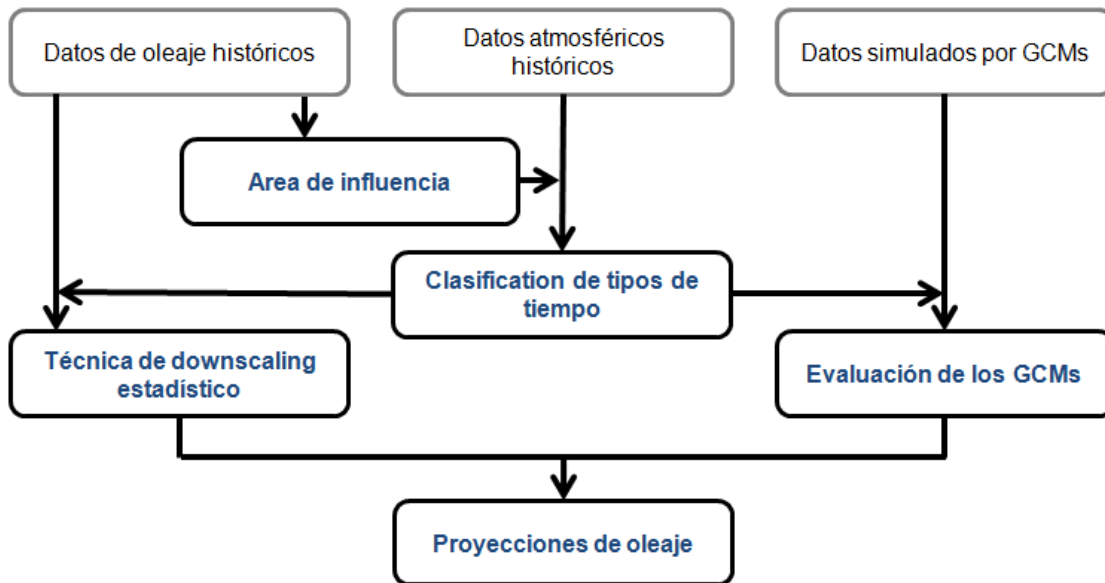 Datos de oleaje históricos
Datos atmosféricos
históricos
Datos simulados por GCMs
Area de influencia
Clasification de tipos de
tiempo
Técnica de downscaling
estadístico
Evaluación de los GCMs
Proyecciones de oleaje